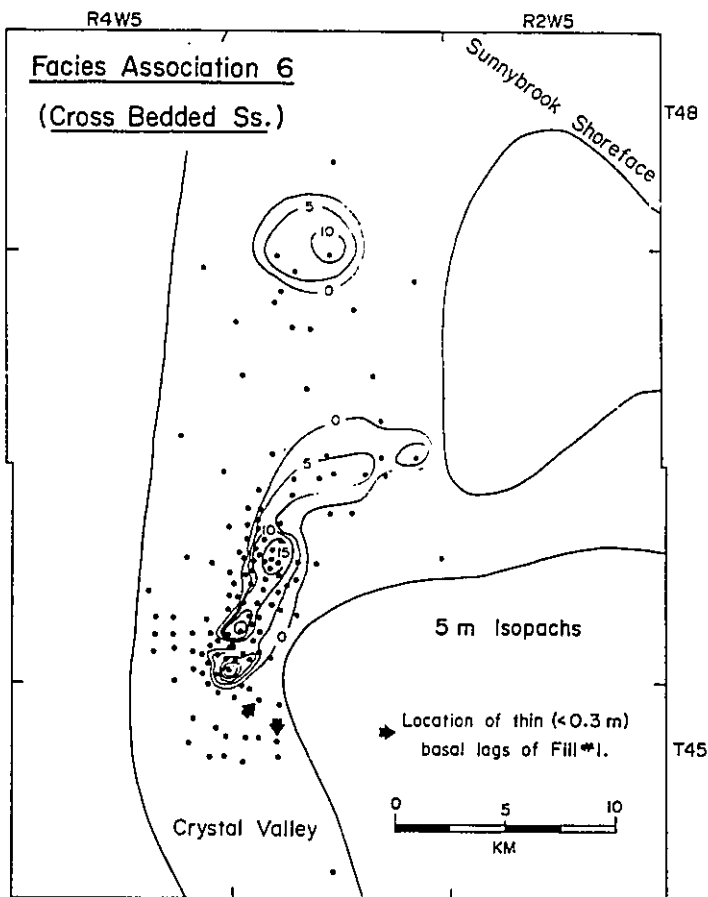 R4W5
R2W5
Facies Association 6
(Cross Bedded Ss.)
Sunnybrook
Shoreface
T48
5
10
0
0
5
10
15
0
5 m Isopachs
Location of thin (<0.3 m)
basal lags of Fill #1.
T45
0 5 10
KM
Crystal Valley